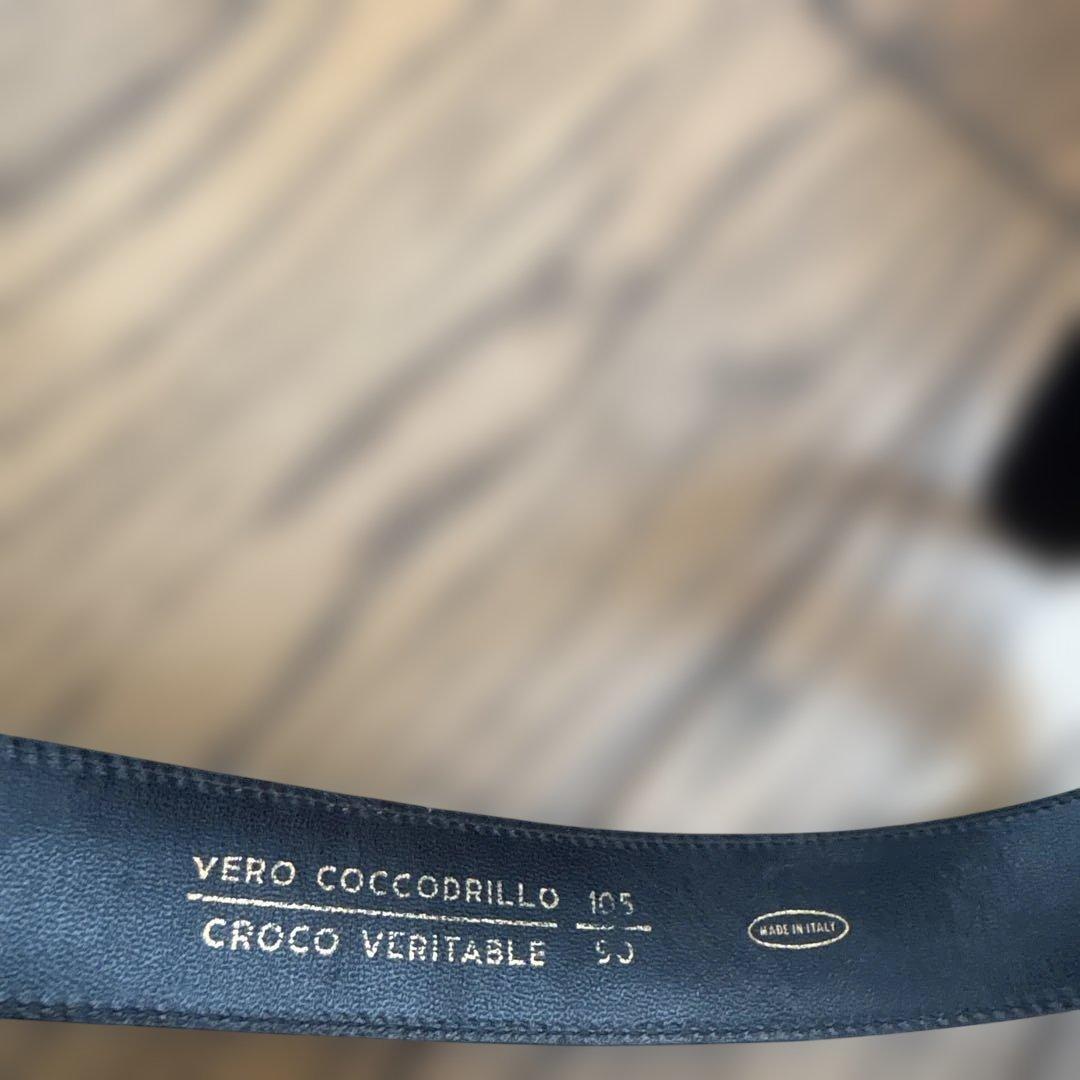 VERO COCCODRILLO 105
CROCO VERITABLE
MADE IN ITALY